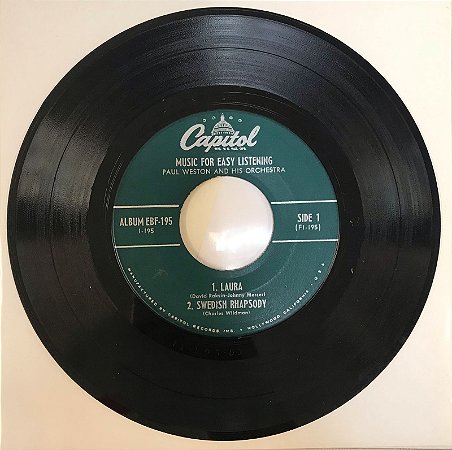 Capitol
MUSIC FOR EASY LISTENING
PAUL WESTON AND HIS ORCHESTRA
ALBUM EBF-195
1-195
SIDE 1
(F1-195)
1. LAURA
(David Raksin-Johnny Mercer)
2. SWEDISH RHAPSODY
(Charles Wildman)
MANUFACTURED BY CAPITOL RECORDS INC. • HOLLYWOOD, CALIFORNIA • U.S.A.